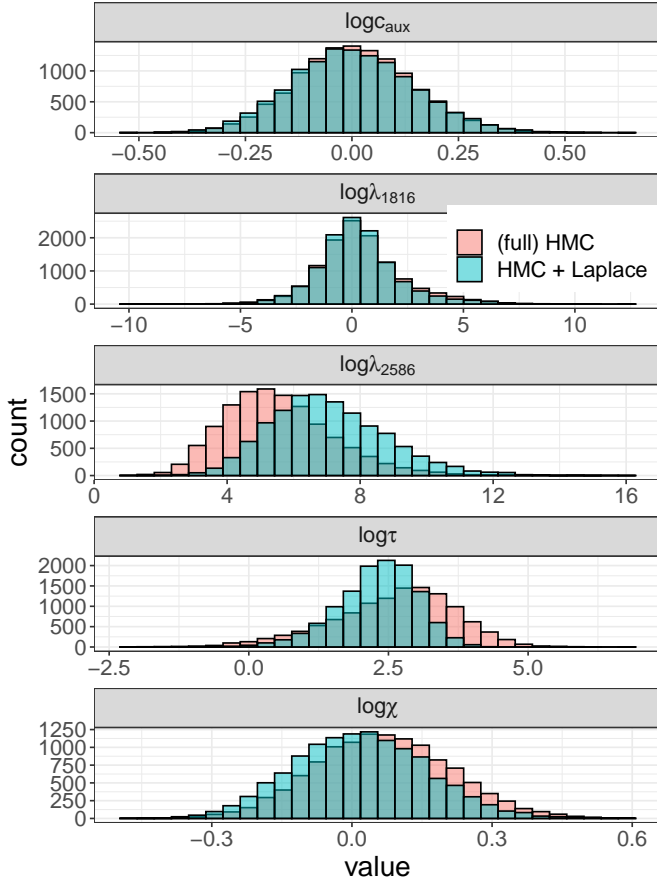 logc_aux
1000
500
0
−0.50 −0.25 0.00 0.25 0.50
logλ_1816
2000
1000
0
−10 −5 0 5 10
(full) HMC
HMC + Laplace
logλ_2586
1500
1000
500
0
0 4 8 12 16
count
logτ
2000
1500
1000
500
0
−2.5 0.0 2.5 5.0
logχ
1250
1000
750
500
250
0
−0.3 0.0 0.3 0.6
value